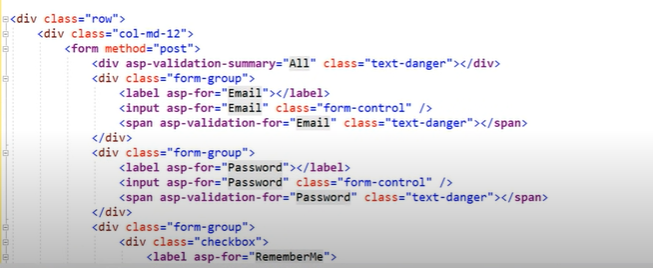 <div class="row">
<div class="col-md-12">
<form method="post">
<div asp-validation-summary="All" class="text-danger"></div>
<div class="form-group">
<label asp-for="Email"></label>
<input asp-for="Email" class="form-control" />
<span asp-validation-for="Email" class="text-danger"></span>
</div>
<div class="form-group">
<label asp-for="Password"></label>
<input asp-for="Password" class="form-control" />
<span asp-validation-for="Password" class="text-danger"></span>
</div>
<div class="form-group">
<div class="checkbox">
<label asp-for="RememberMe">